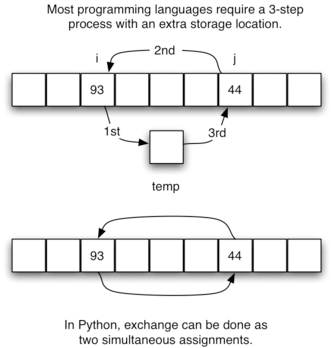 Most programming languages require a 3-step
process with an extra storage location.
i 2nd j
93 44
1st 3rd
temp
93 44
In Python, exchange can be done as
two simultaneous assignments.